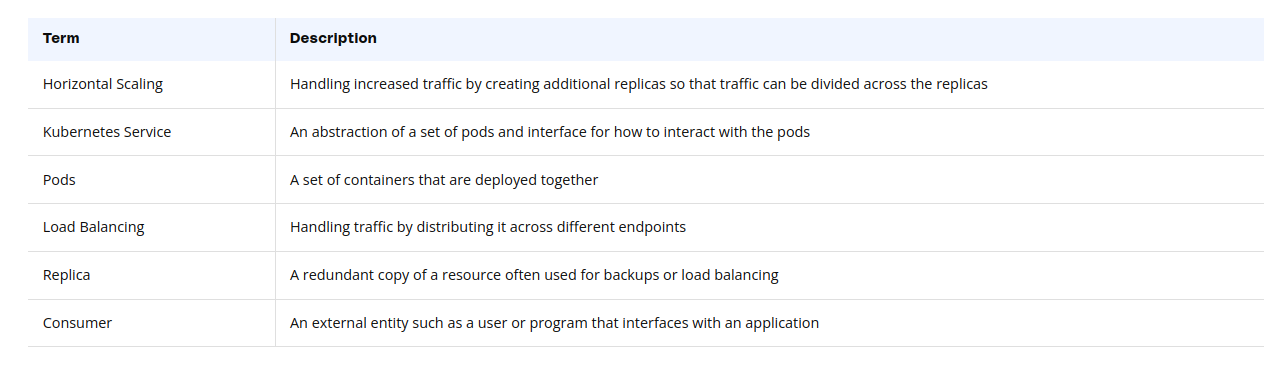 Term Description
Horizontal Scaling Handling increased traffic by creating additional replicas so that traffic can be divided across the replicas
Kubernetes Service An abstraction of a set of pods and interface for how to interact with the pods
Pods A set of containers that are deployed together
Load Balancing Handling traffic by distributing it across different endpoints
Replica A redundant copy of a resource often used for backups or load balancing
Consumer An external entity such as a user or program that interfaces with an application